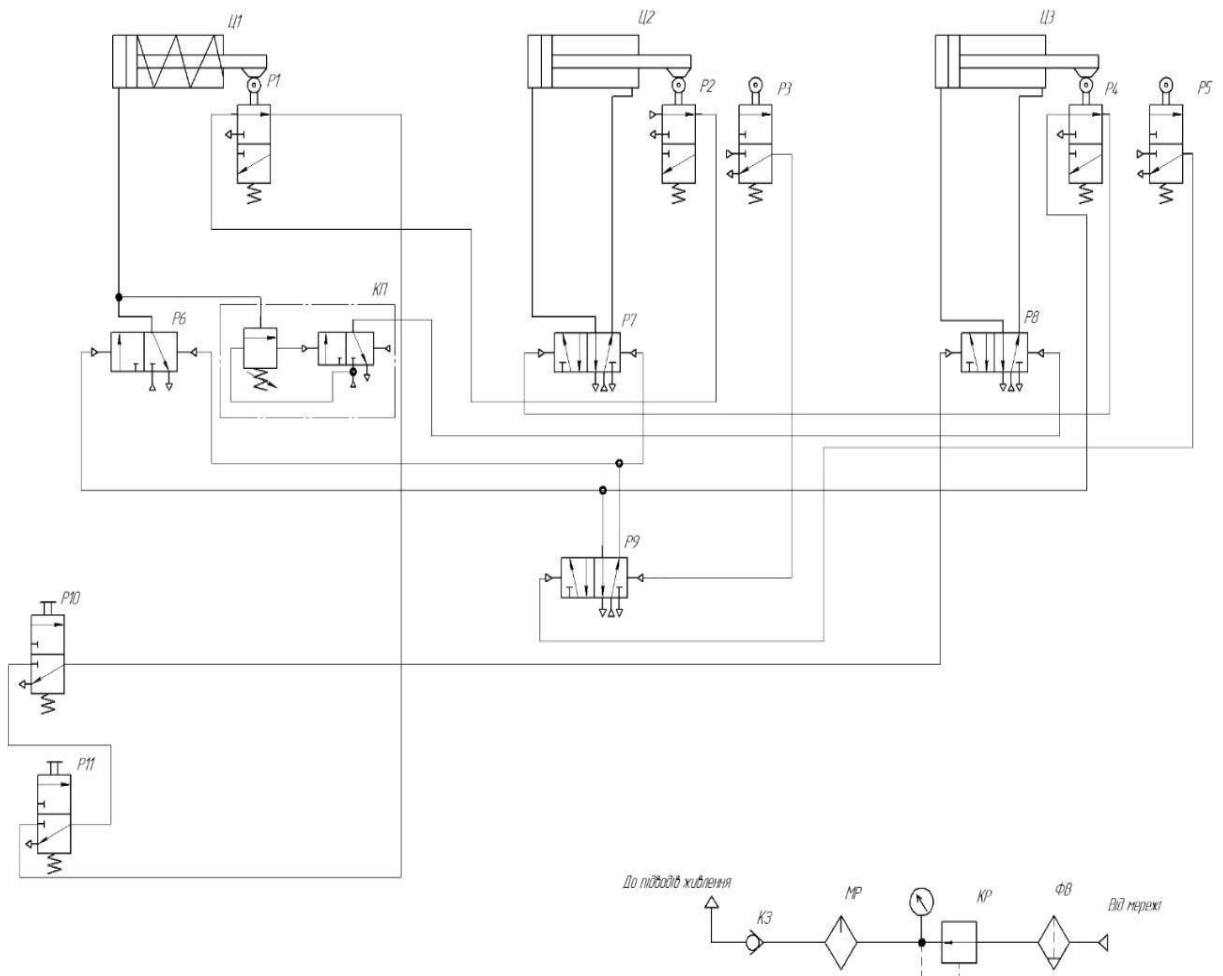 Ц1
Ц2
Ц3
Р1
Р2
Р3
Р4
Р5
КП
Р6
Р7
Р8
Р9
Р10
Р11
До підводів живлення
МР
КР
ФВ
Від мережі
КЗ